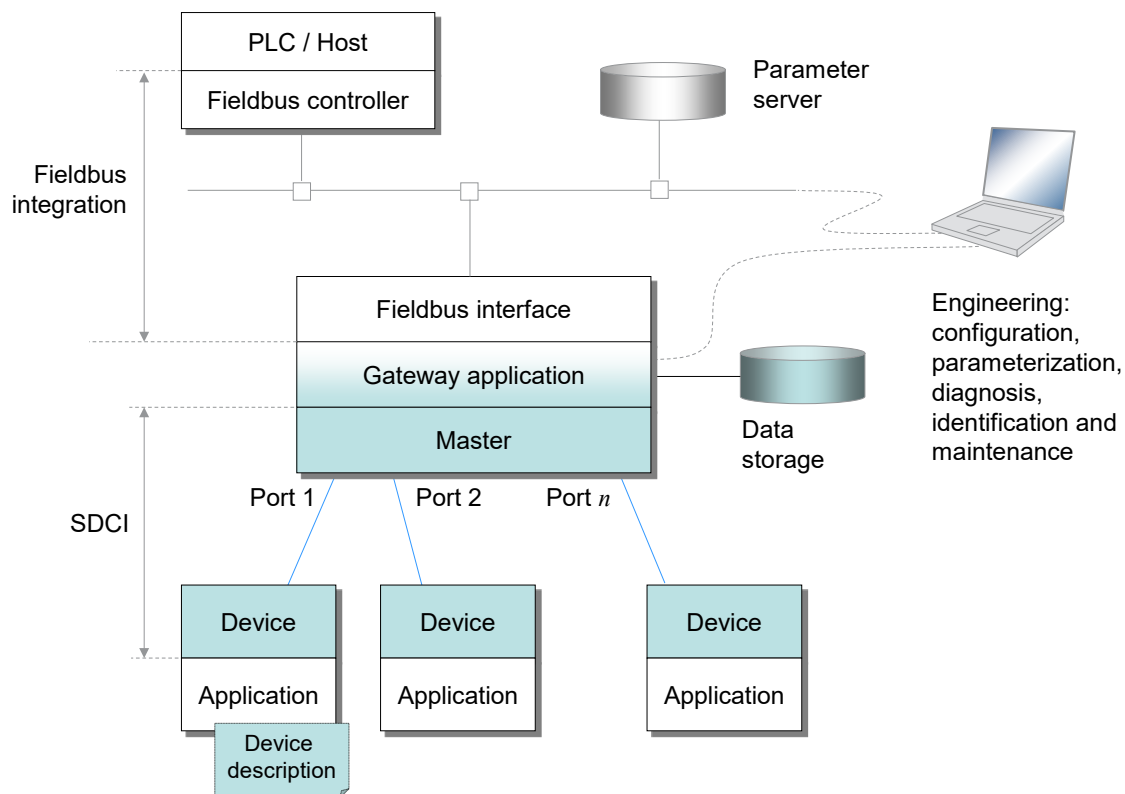 PLC / Host
Fieldbus controller
Parameter
server
Fieldbus
integration
Fieldbus interface
Gateway application
Master
Data
storage
Engineering:
configuration,
parameterization,
diagnosis,
identification and
maintenance
Port 1
Port 2
Port n
SDCI
Device
Device
Device
Application
Application
Application
Device
description